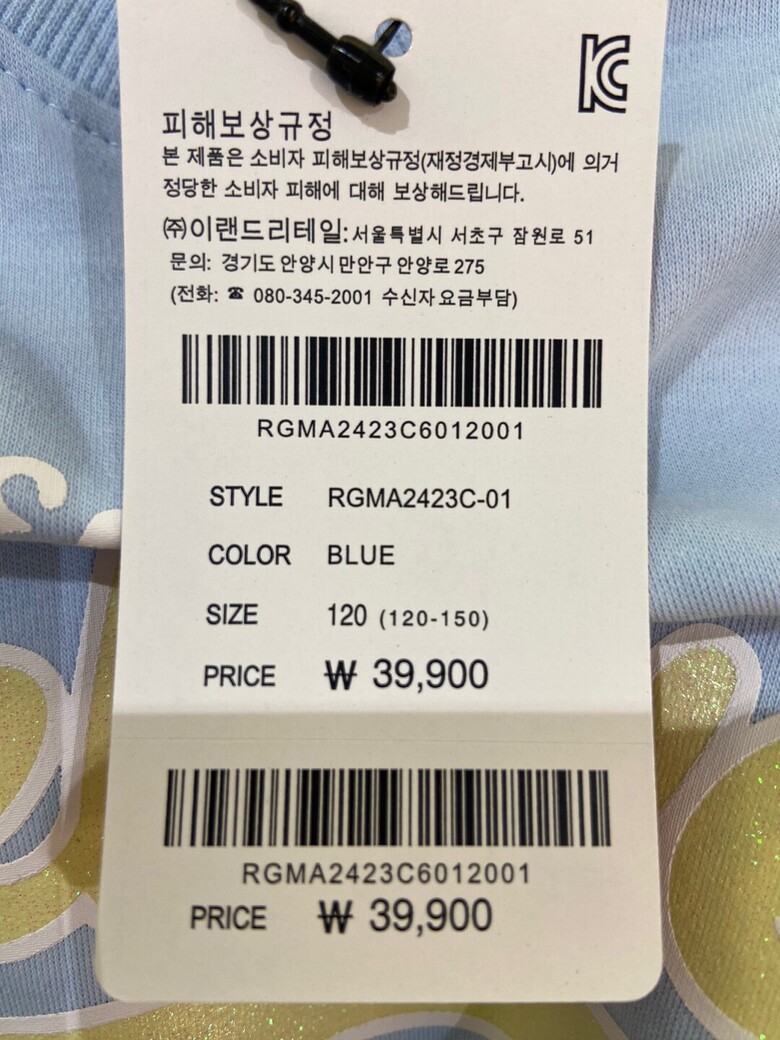 KC
피해보상규정
본 제품은 소비자 피해보상규정(재정경제부고시)에 의거
정당한 소비자 피해에 대해 보상해드립니다.
㈜이랜드리테일:서울특별시 서초구 잠원로 51
문의: 경기도 안양시 만안구 안양로 275
(전화: ☎ 080-345-2001 수신자 요금부담)
RGMA2423C6012001
STYLE RGMA2423C-01
COLOR BLUE
SIZE 120 (120-150)
PRICE ₩ 39,900
RGMA2423C6012001
PRICE ₩ 39,900